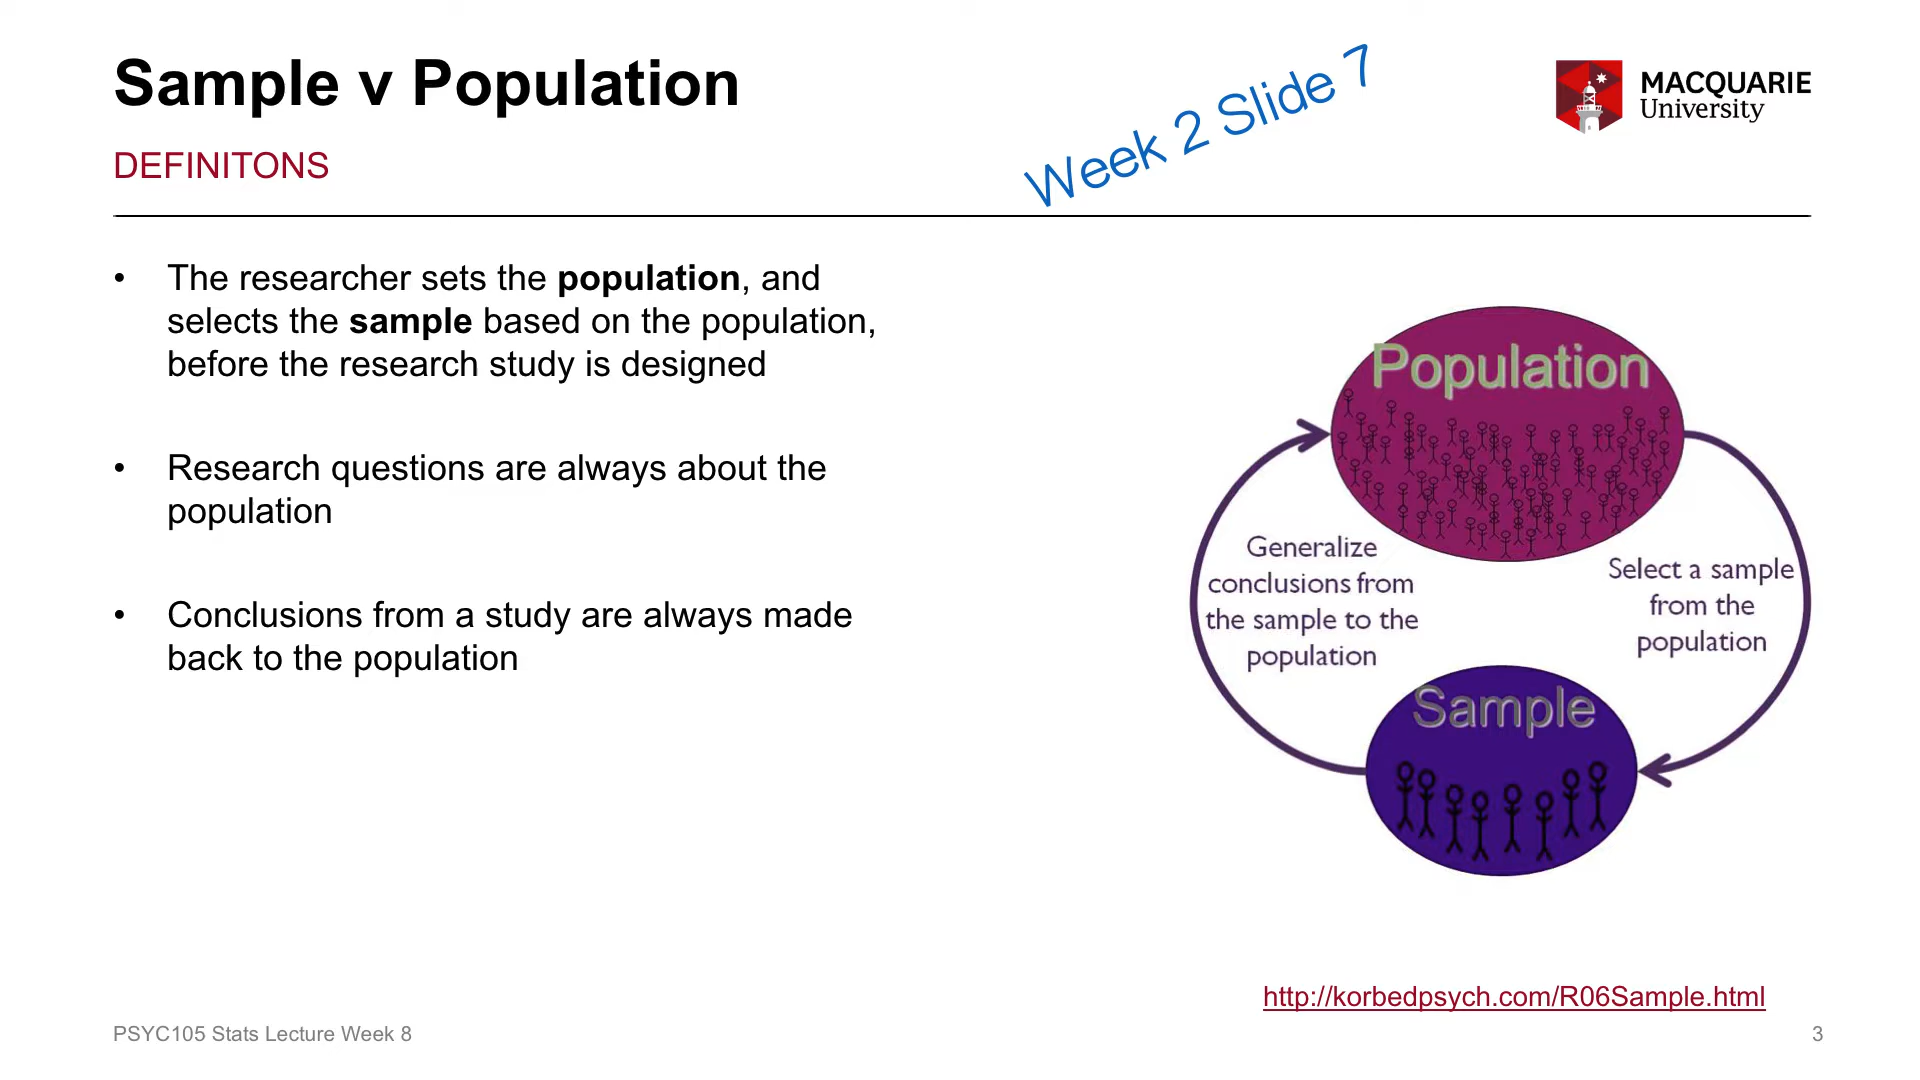 Sample v Population
Week 2 Slide 7
MACQUARIE
University
DEFINITONS
• The researcher sets the population, and
selects the sample based on the population,
before the research study is designed
• Research questions are always about the
population
• Conclusions from a study are always made
back to the population
Population
Generalize
conclusions from
the sample to the
population
Select a sample
from the
population
Sample
http://korbedpsych.com/R06Sample.html
PSYC105 Stats Lecture Week 8
3